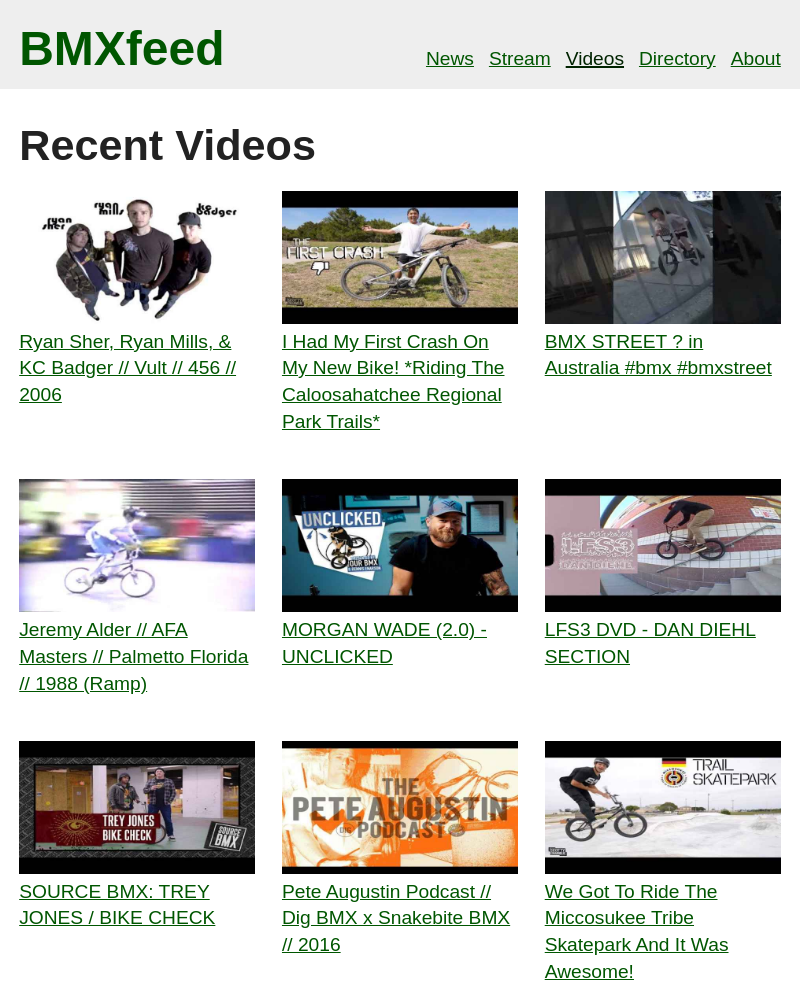 BMXfeed
News Stream Videos Directory About
Recent Videos
ryan sher
ryan mills
kc badger
Ryan Sher, Ryan Mills, &
KC Badger // Vult // 456 //
2006
THE
FIRST CRASH
I Had My First Crash On
My New Bike! *Riding The
Caloosahatchee Regional
Park Trails*
BMX STREET ? in
Australia #bmx #bmxstreet
Jeremy Alder // AFA
Masters // Palmetto Florida
// 1988 (Ramp)
UNCLICKED
OUR BMX
MORGAN WADE (2.0) -
UNCLICKED
LFS3
DAN DIEHL
LFS3 DVD - DAN DIEHL
SECTION
TREY JONES
BIKE CHECK
SOURCE
BMX
SOURCE BMX: TREY
JONES / BIKE CHECK
THE
PETE AUGUSTIN
DIG PODCAST
Pete Augustin Podcast //
Dig BMX x Snakebite BMX
// 2016
TRAIL
SKATEPARK
We Got To Ride The
Miccosukee Tribe
Skatepark And It Was
Awesome!